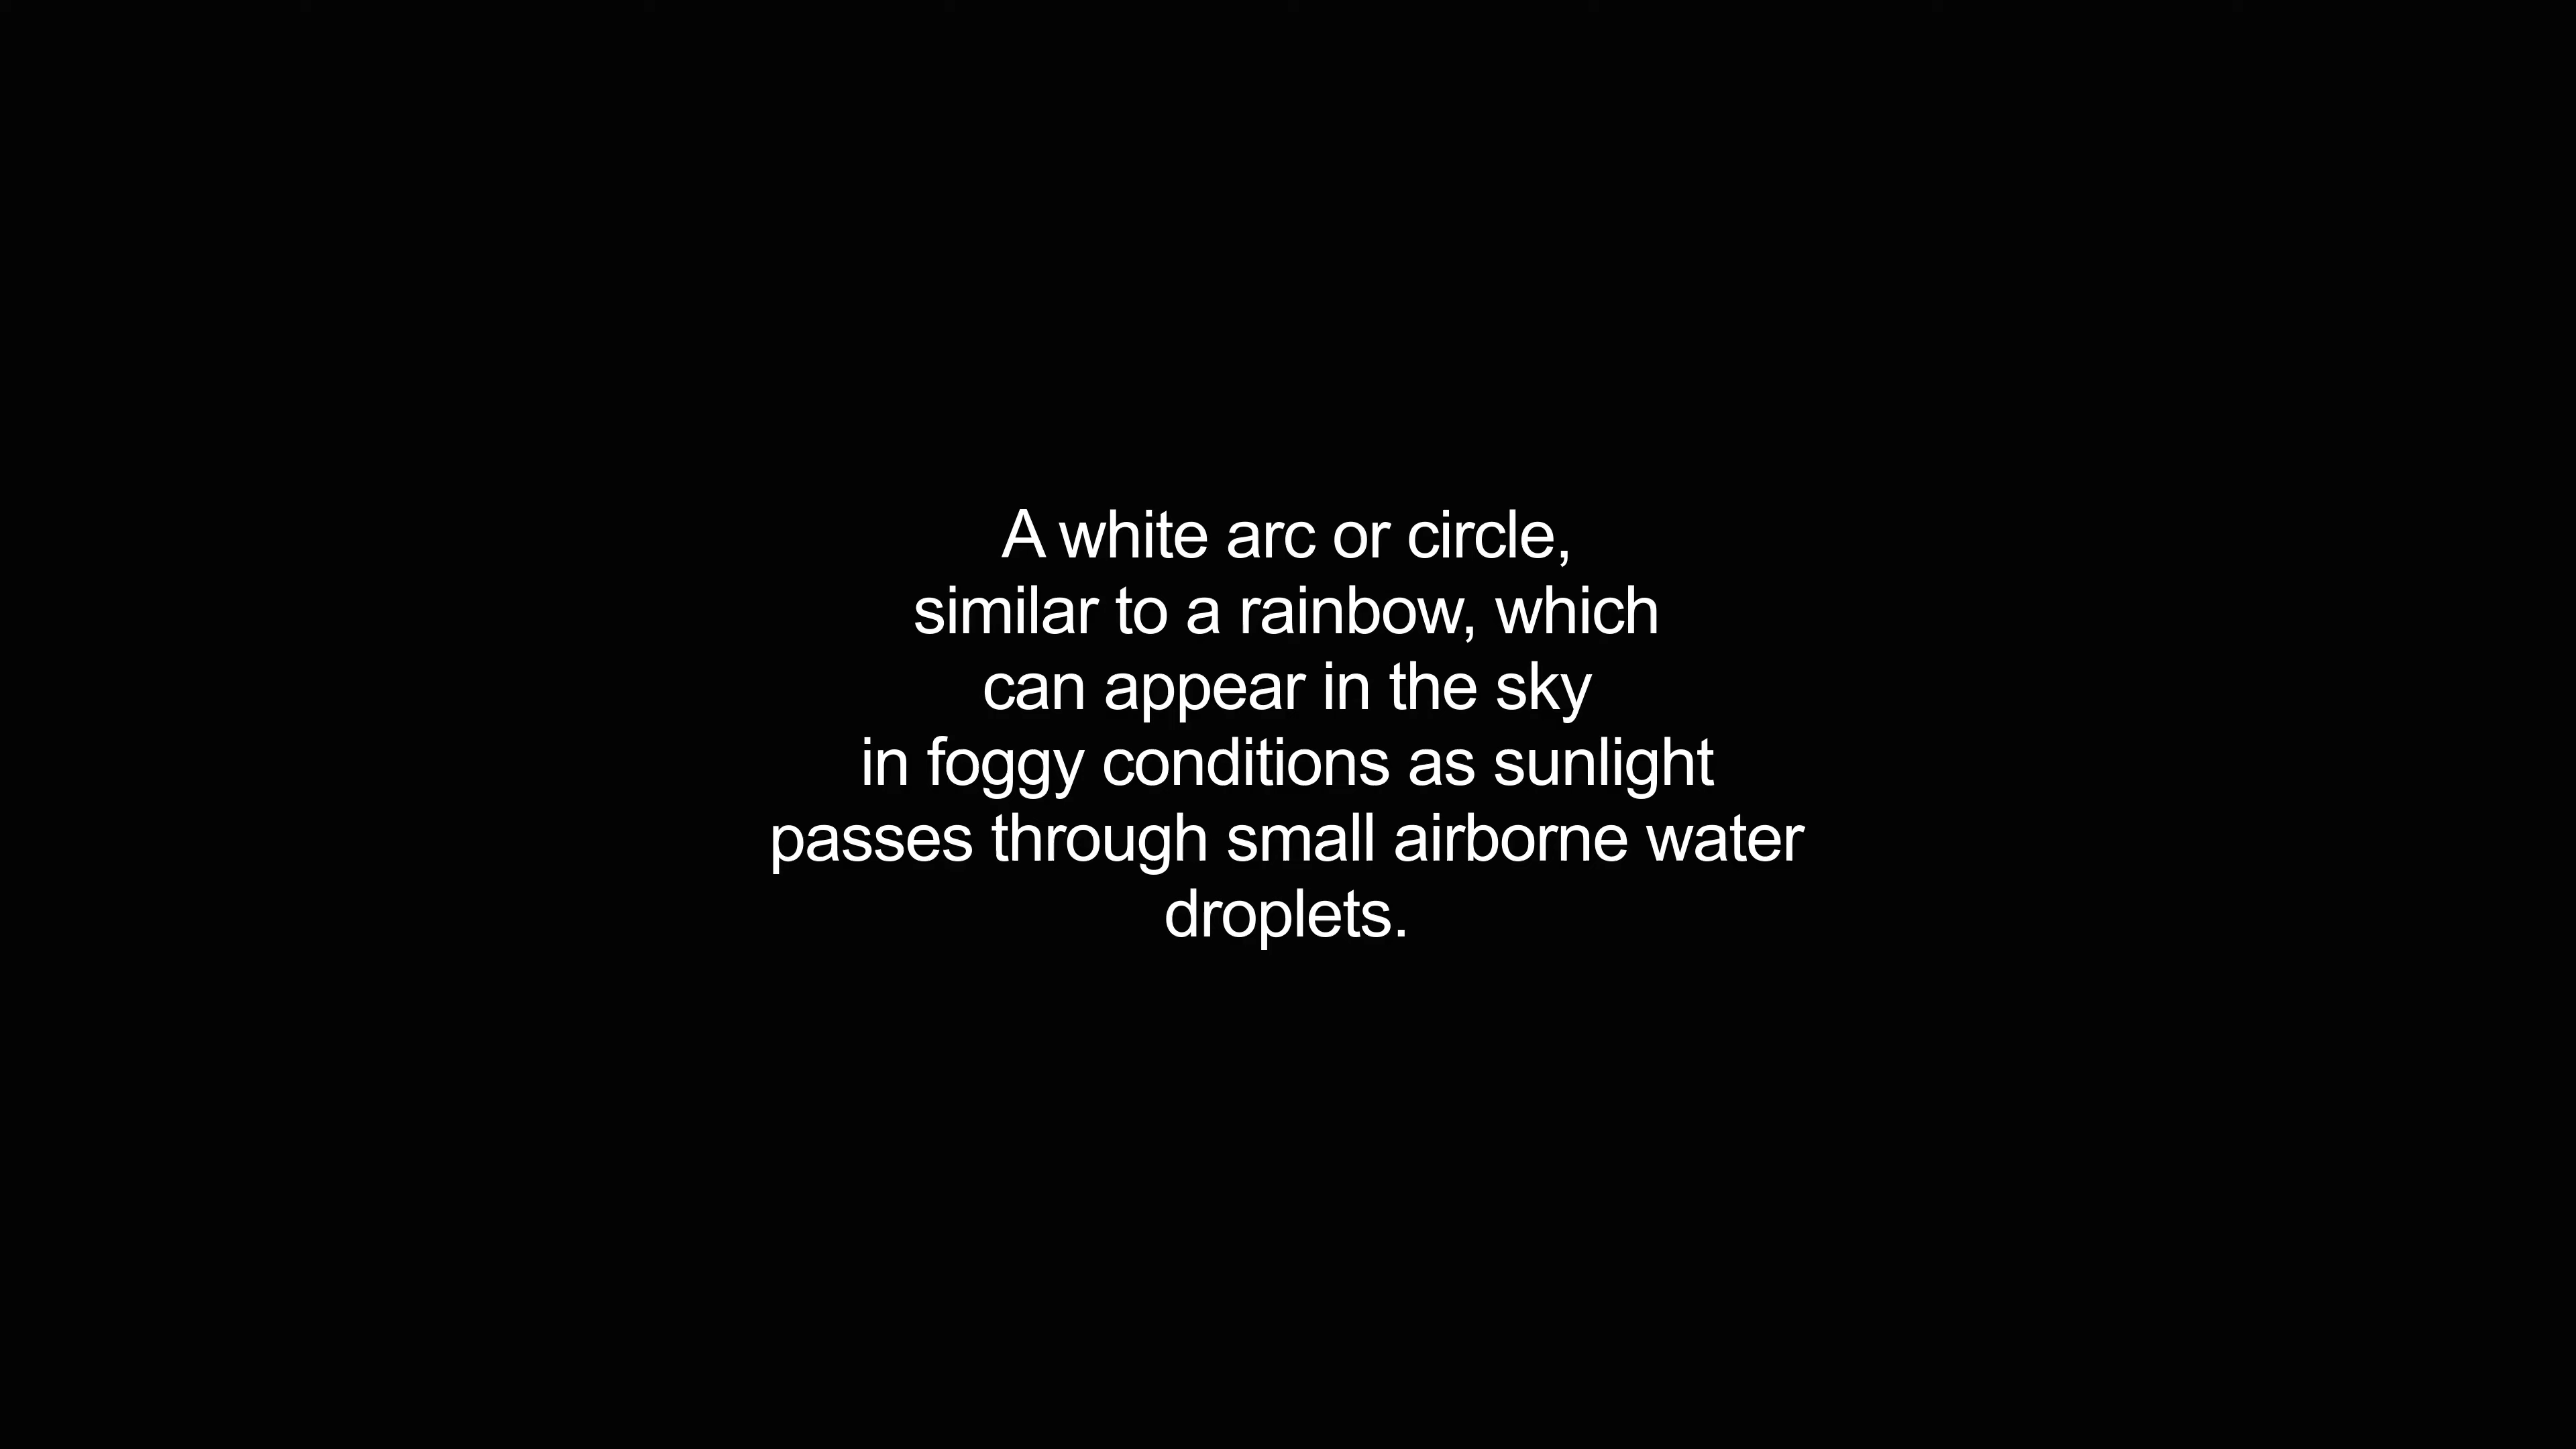 A white arc or circle,
similar to a rainbow, which
can appear in the sky
in foggy conditions as sunlight
passes through small airborne water
droplets.